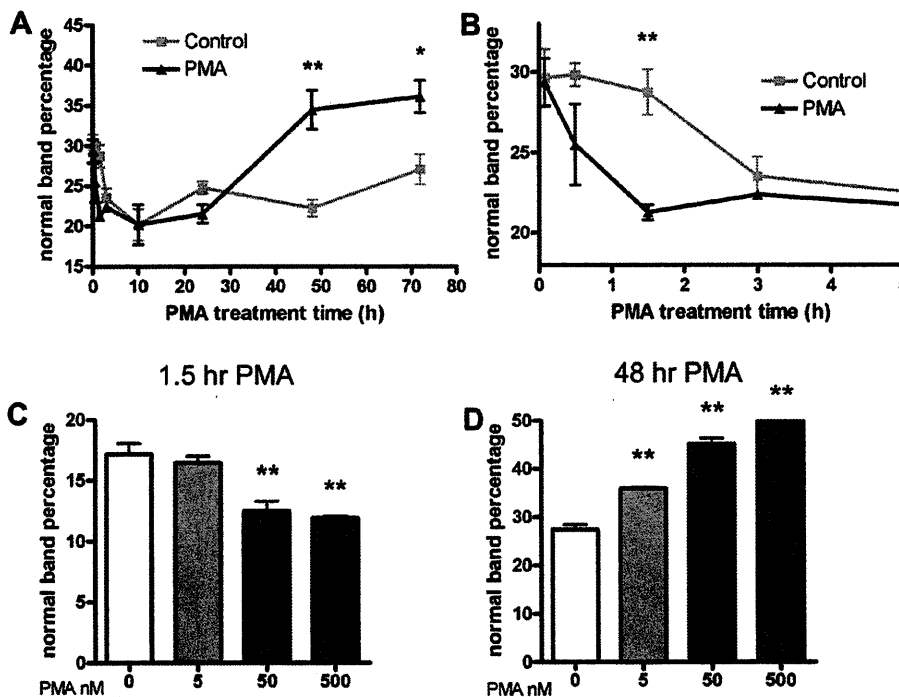 A
Control
PMA
**
*
normal band percentage
45
40
35
30
25
20
15
0 10 20 30 40 50 60 70 80
PMA treatment time (h)
B
**
Control
PMA
normal band percentage
30
26
22
0 1 2 3 4
PMA treatment time (h)
1.5 hr PMA
C
normal band percentage
20
15
10
5
0
** **
PMA nM 0 5 50 500
48 hr PMA
D
normal band percentage
50
40
30
20
10
0
** ** **
PMA nM 0 5 50 500